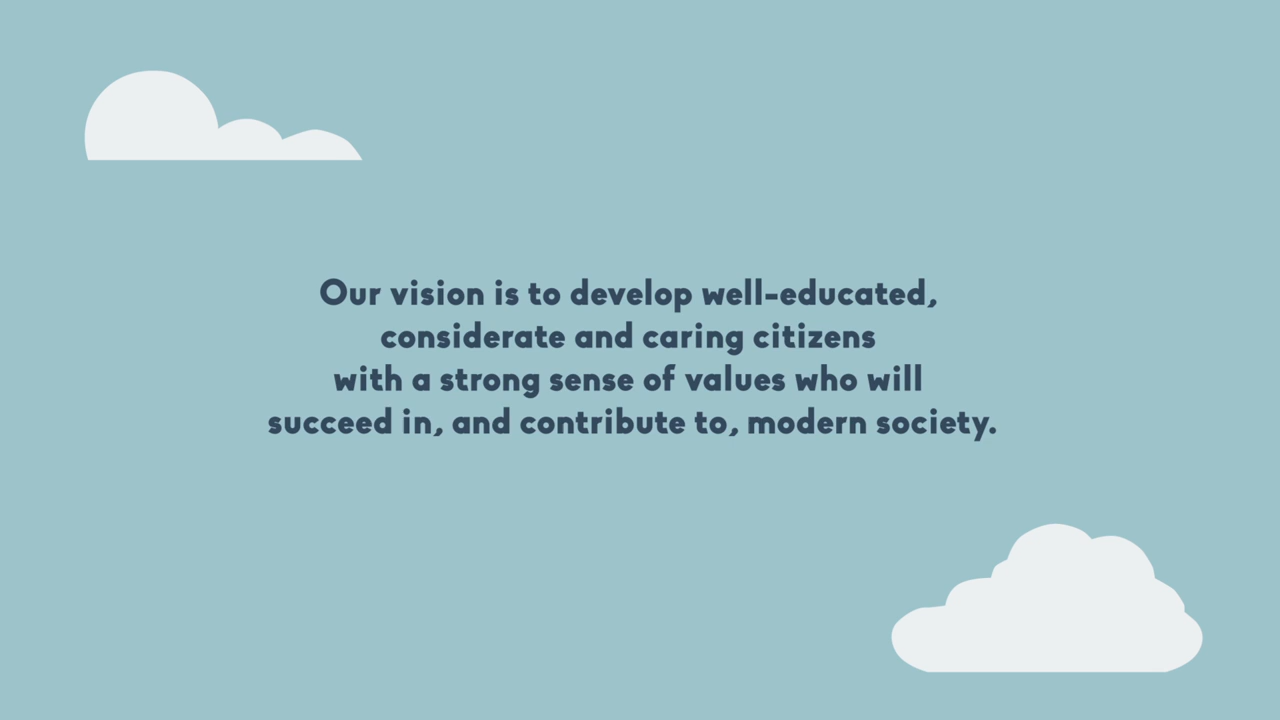 Our vision is to develop well-educated,
considerate and caring citizens
with a strong sense of values who will
succeed in, and contribute to, modern society.